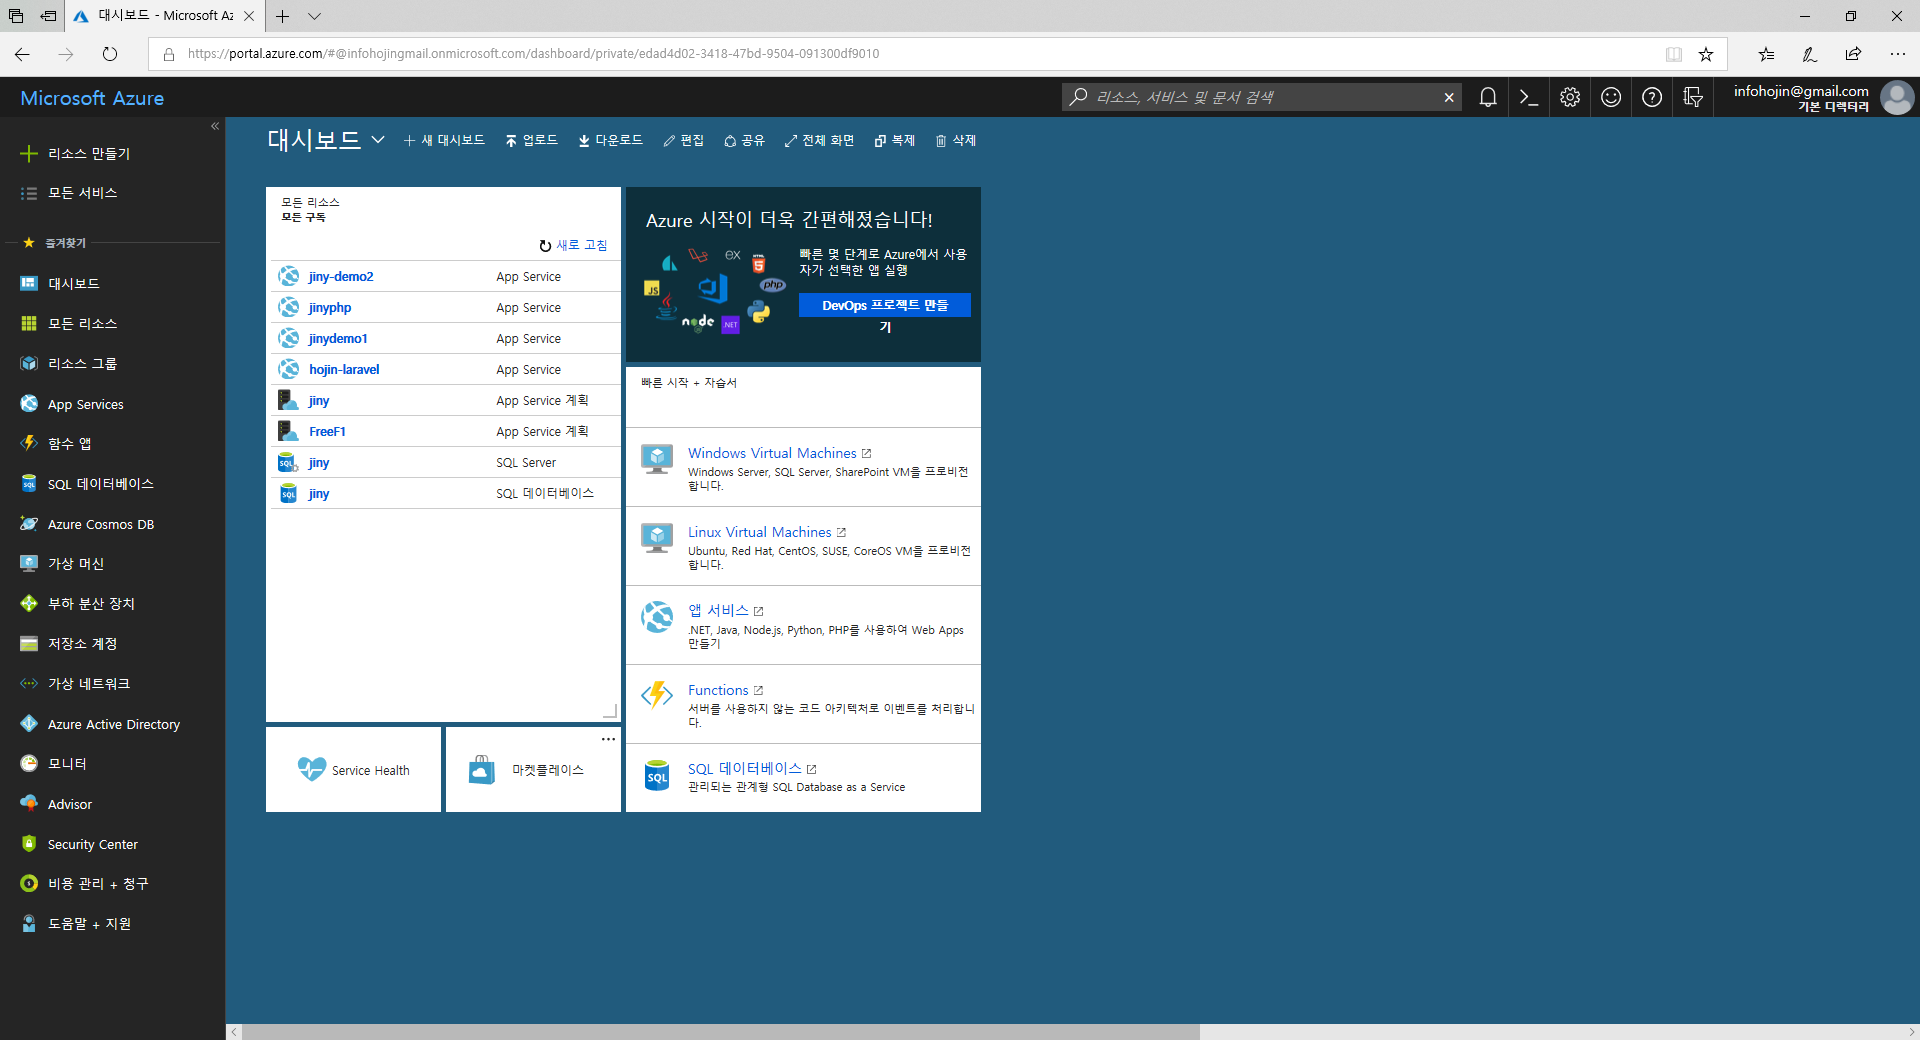 대시보드 - Microsoft Az
https://portal.azure.com/#@infohojingmail.onmicrosoft.com/dashboard/private/edad4d02-3418-47bd-9504-091300df9010
Microsoft Azure
리소스, 서비스 및 문서 검색
infohojin@gmail.com
기본 디렉터리
리소스 만들기
모든 서비스
즐겨찾기
대시보드
모든 리소스
리소스 그룹
App Services
함수 앱
SQL 데이터베이스
Azure Cosmos DB
가상 머신
부하 분산 장치
저장소 계정
가상 네트워크
Azure Active Directory
모니터
Advisor
Security Center
비용 관리 + 청구
도움말 + 지원
대시보드
새 대시보드
업로드
다운로드
편집
공유
전체 화면
복제
삭제
모든 리소스
모든 구독
새로 고침
jiny-demo2 App Service
jinyphp App Service
jinydemo1 App Service
hojin-laravel App Service
jiny App Service 계획
FreeF1 App Service 계획
SQL jiny SQL Server
SQL jiny SQL 데이터베이스
Service Health
마켓플레이스
Azure 시작이 더욱 간편해졌습니다!
빠른 몇 단계로 Azure에서 사용
자가 선택한 앱 실행
DevOps 프로젝트 만들
기
ex
HTML
5
JS
php
node
.NET
빠른 시작 + 자습서
Windows Virtual Machines
Windows Server, SQL Server, SharePoint VM을 프로비전
합니다.
Linux Virtual Machines
Ubuntu, Red Hat, CentOS, SUSE, CoreOS VM을 프로비전
합니다.
앱 서비스
.NET, Java, Node.js, Python, PHP를 사용하여 Web Apps
만들기
Functions
서버를 사용하지 않는 코드 아키텍처로 이벤트를 처리합니
다.
SQL
SQL 데이터베이스
관리되는 관계형 SQL Database as a Service